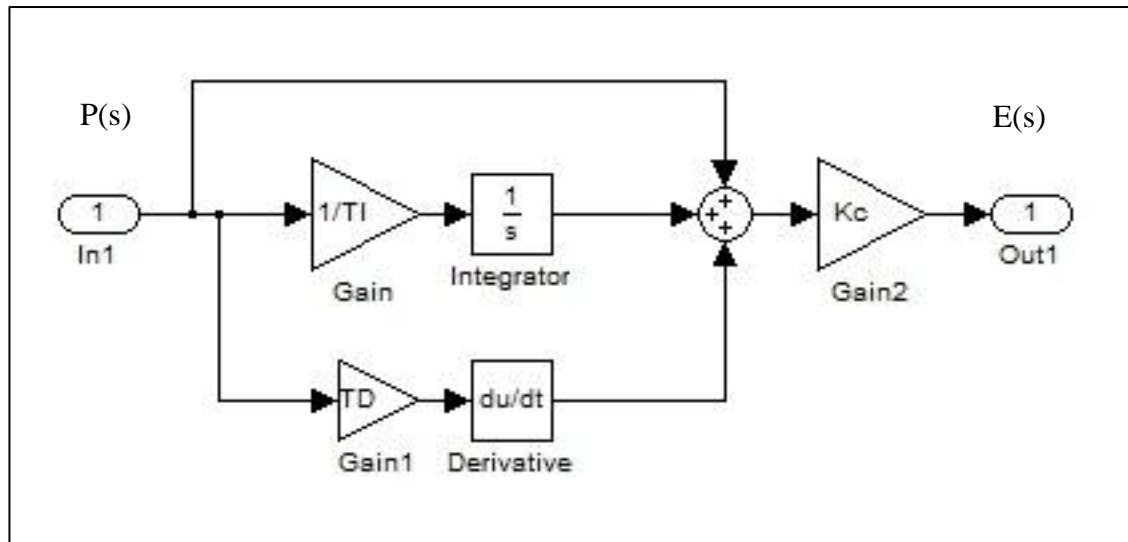 P(s)
E(s)
1
In1
1/TI
Gain
1
s
Integrator
+
+
+
Kc
Gain2
1
Out1
TD
Gain1
du/dt
Derivative